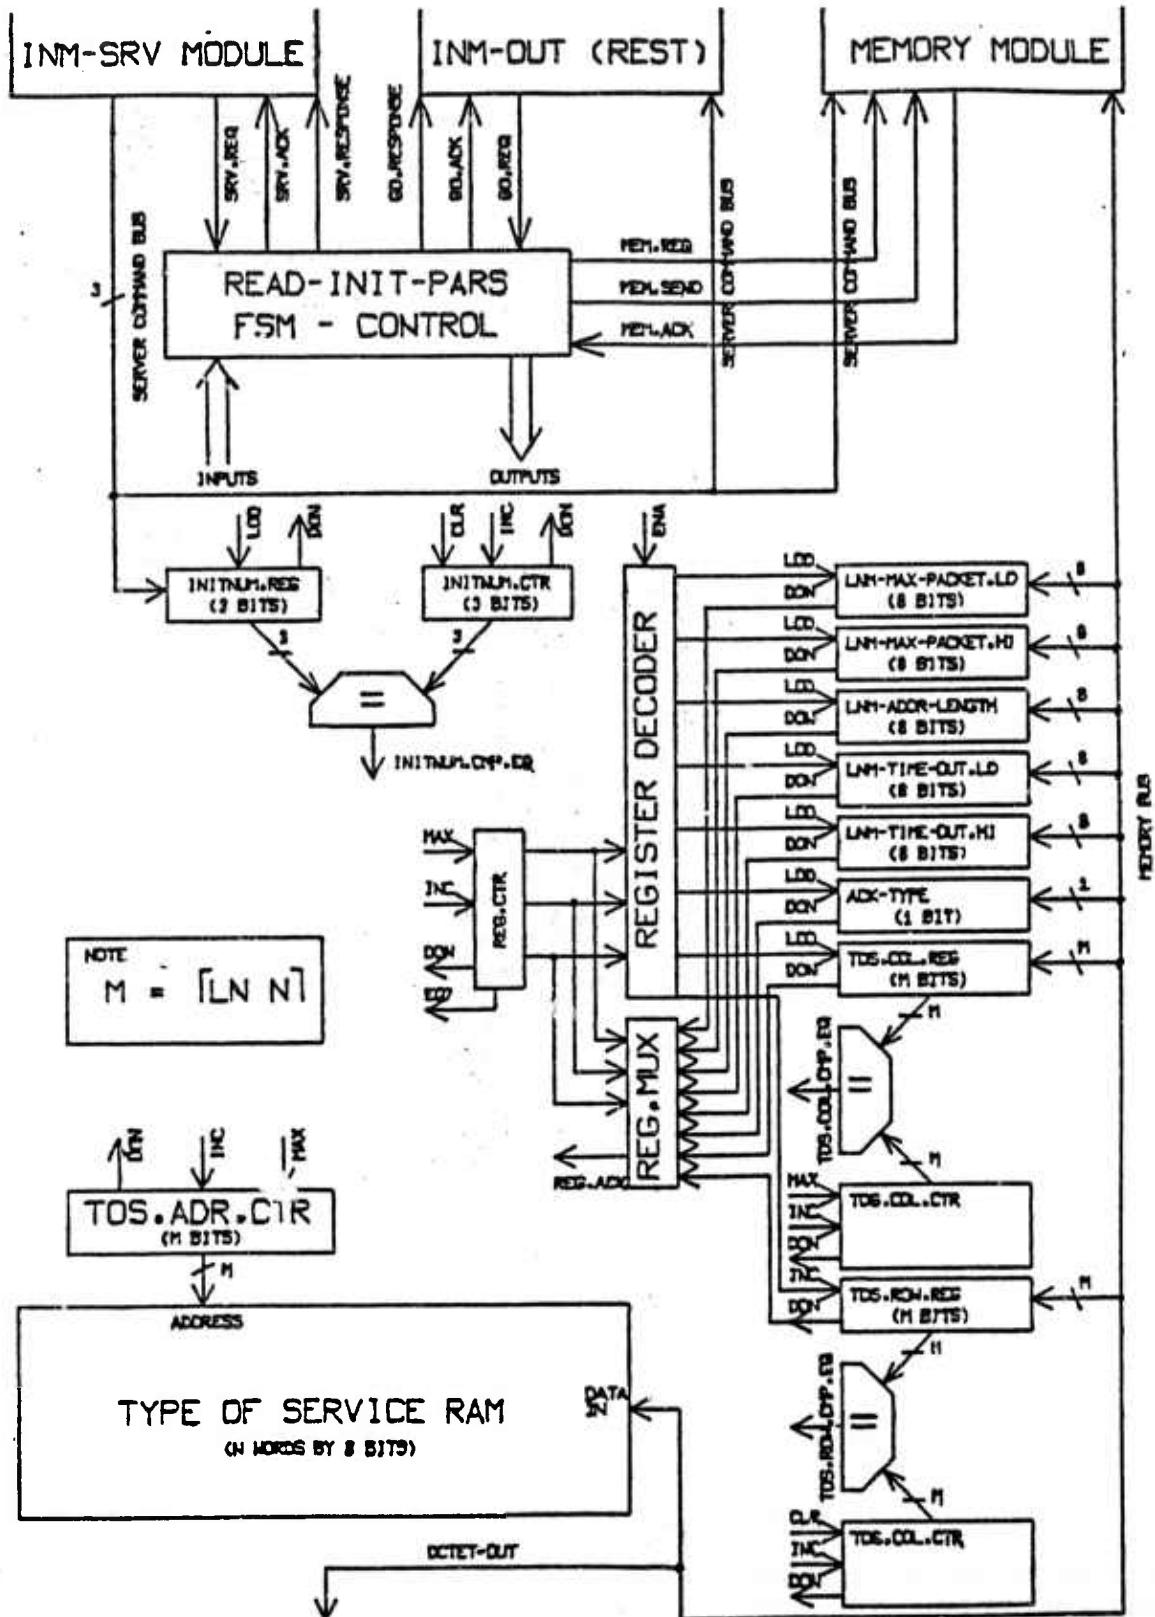 INM-SRV MODULE
INM-OUT (REST)
MEMORY MODULE
SRV.REQ
SRV.ACK
SRV.RESPONSE
GO.RESPONSE
GO.ACK
GO.REQ
SERVER COMMAND BUS
SERVER COMMAND BUS
SERVER COMMAND BUS
3
READ-INIT-PARS
FSM - CONTROL
MEM.REQ
MEM.SEND
MEM.ACK
INPUTS
OUTPUTS
LOD
DON
CLR
INC
DON
ENA
INITNUM.REG
(3 BITS)
INITNUM.CTR
(3 BITS)
3
3
=
INITNUM.CMP.EQ
REGISTER DECODER
LOD
DON
LNM-MAX-PACKET.LO
(8 BITS)
8
LOD
DON
LNM-MAX-PACKET.HI
(8 BITS)
8
LOD
DON
LNM-ADDR-LENGTH
(8 BITS)
8
LOD
DON
LNM-TIME-OUT.LO
(8 BITS)
8
LOD
DON
LNM-TIME-OUT.HI
(8 BITS)
8
LOD
DON
ACK-TYPE
(1 BIT)
1
LOD
DON
TOS.COL.REG
(M BITS)
M
MEMORY BUS
MAX
INC
DON
EQ
REG.CTR
NOTE
M = ⌈LN N⌉
REG.MUX
REG.ACK
M
=
TOS.COL.CMP.EQ
M
MAX
INC
DON
TOS.COL.CTR
INC
DON
TOS.ROW.REG
(M BITS)
M
M
=
TOS.ROW.CMP.EQ
M
CLR
INC
DON
TOS.COL.CTR
DON
INC
MAX
TOS.ADR.CTR
(M BITS)
M
ADDRESS
TYPE OF SERVICE RAM
(N WORDS BY 8 BITS)
DATA
OCTET-OUT